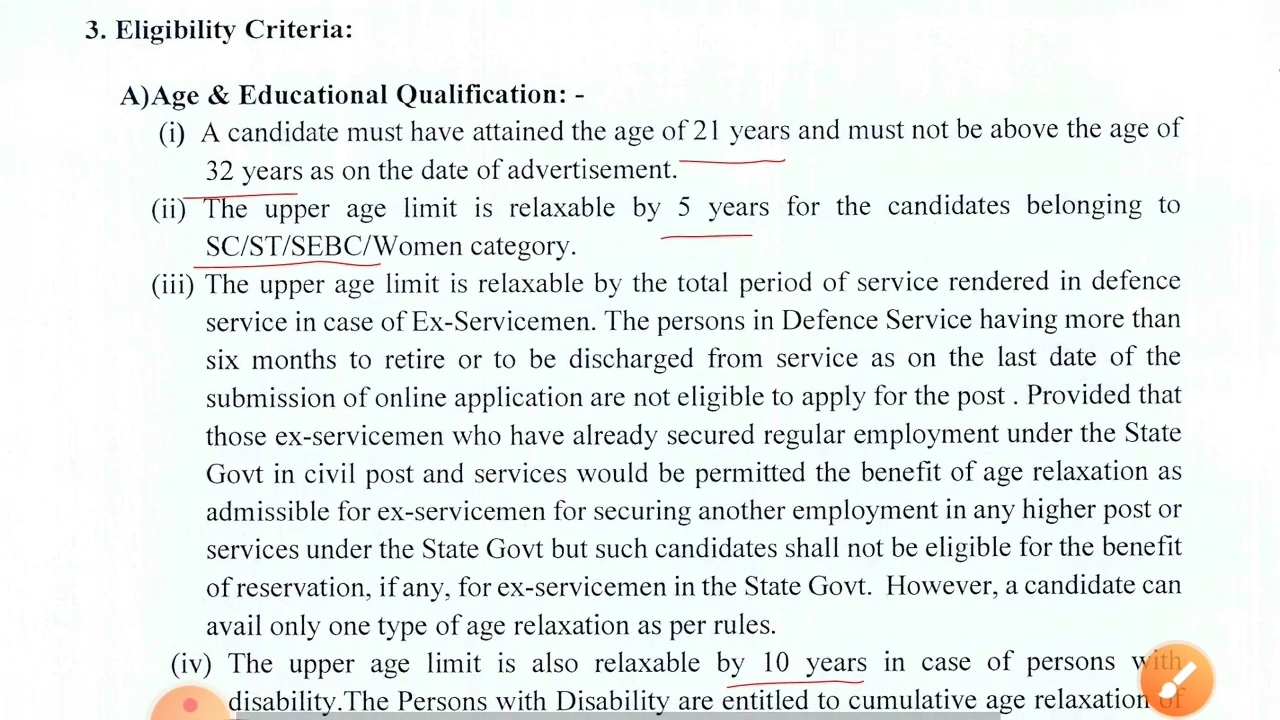 3. Eligibility Criteria:
A)Age & Educational Qualification: -
(i) A candidate must have attained the age of 21 years and must not be above the age of
32 years as on the date of advertisement.
(ii) The upper age limit is relaxable by 5 years for the candidates belonging to
SC/ST/SEBC/Women category.
(iii) The upper age limit is relaxable by the total period of service rendered in defence
service in case of Ex-Servicemen. The persons in Defence Service having more than
six months to retire or to be discharged from service as on the last date of the
submission of online application are not eligible to apply for the post . Provided that
those ex-servicemen who have already secured regular employment under the State
Govt in civil post and services would be permitted the benefit of age relaxation as
admissible for ex-servicemen for securing another employment in any higher post or
services under the State Govt but such candidates shall not be eligible for the benefit
of reservation, if any, for ex-servicemen in the State Govt. However, a candidate can
avail only one type of age relaxation as per rules.
(iv) The upper age limit is also relaxable by 10 years in case of persons with
disability.The Persons with Disability are entitled to cumulative age relaxation of